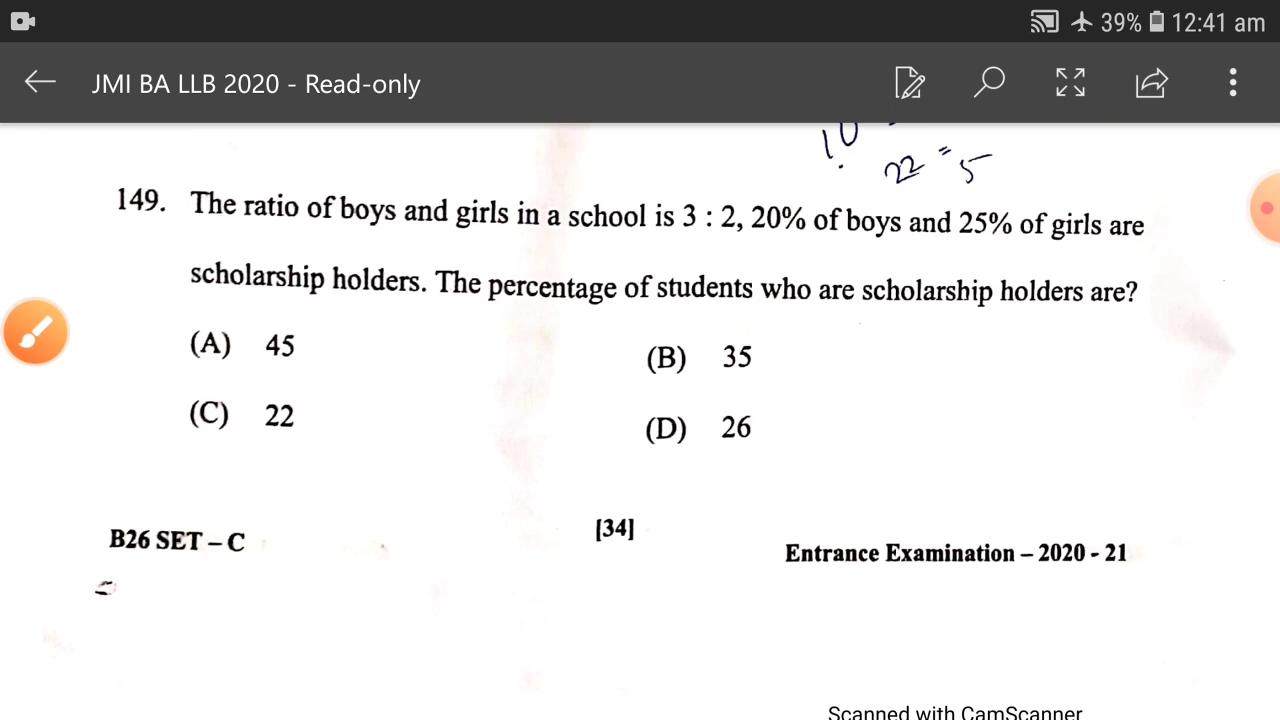 39% 12:41 am
JMI BA LLB 2020 - Read-only
10
22 = 5
149. The ratio of boys and girls in a school is 3 : 2, 20% of boys and 25% of girls are
scholarship holders. The percentage of students who are scholarship holders are?
(A) 45
(B) 35
(C) 22
(D) 26
B26 SET – C
[34]
Entrance Examination – 2020 - 21
Scanned with CamScanner